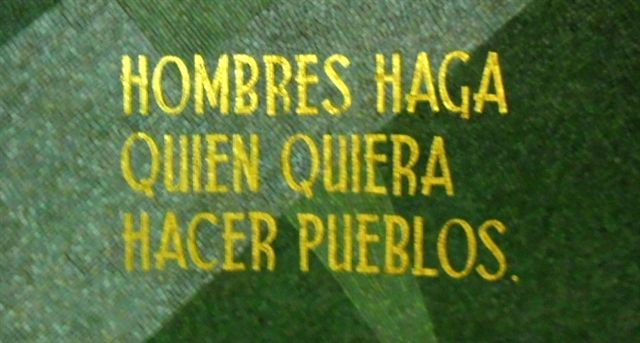 HOMBRES HAGA
QUIEN QUIERA
HACER PUEBLOS.